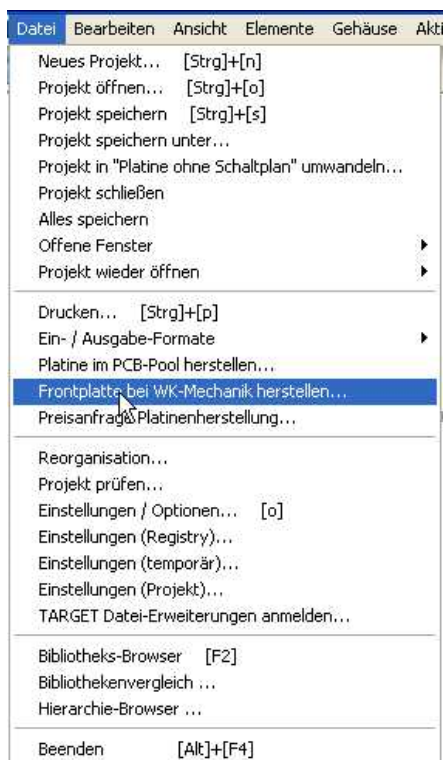 Datei Bearbeiten Ansicht Elemente Gehäuse Akti
Neues Projekt... [Strg]+[n]
Projekt öffnen... [Strg]+[o]
Projekt speichern [Strg]+[s]
Projekt speichern unter...
Projekt in "Platine ohne Schaltplan" umwandeln...
Projekt schließen
Alles speichern
Offene Fenster
Projekt wieder öffnen
Drucken... [Strg]+[p]
Ein- / Ausgabe-Formate
Platine im PCB-Pool herstellen...
Frontplatte bei WK-Mechanik herstellen...
Preisanfrage Platinenherstellung...
Reorganisation...
Projekt prüfen...
Einstellungen / Optionen... [o]
Einstellungen (Registry)...
Einstellungen (temporär)...
Einstellungen (Projekt)...
TARGET Datei-Erweiterungen anmelden...
Bibliotheks-Browser [F2]
Bibliothekenvergleich ...
Hierarchie-Browser ...
Beenden [Alt]+[F4]